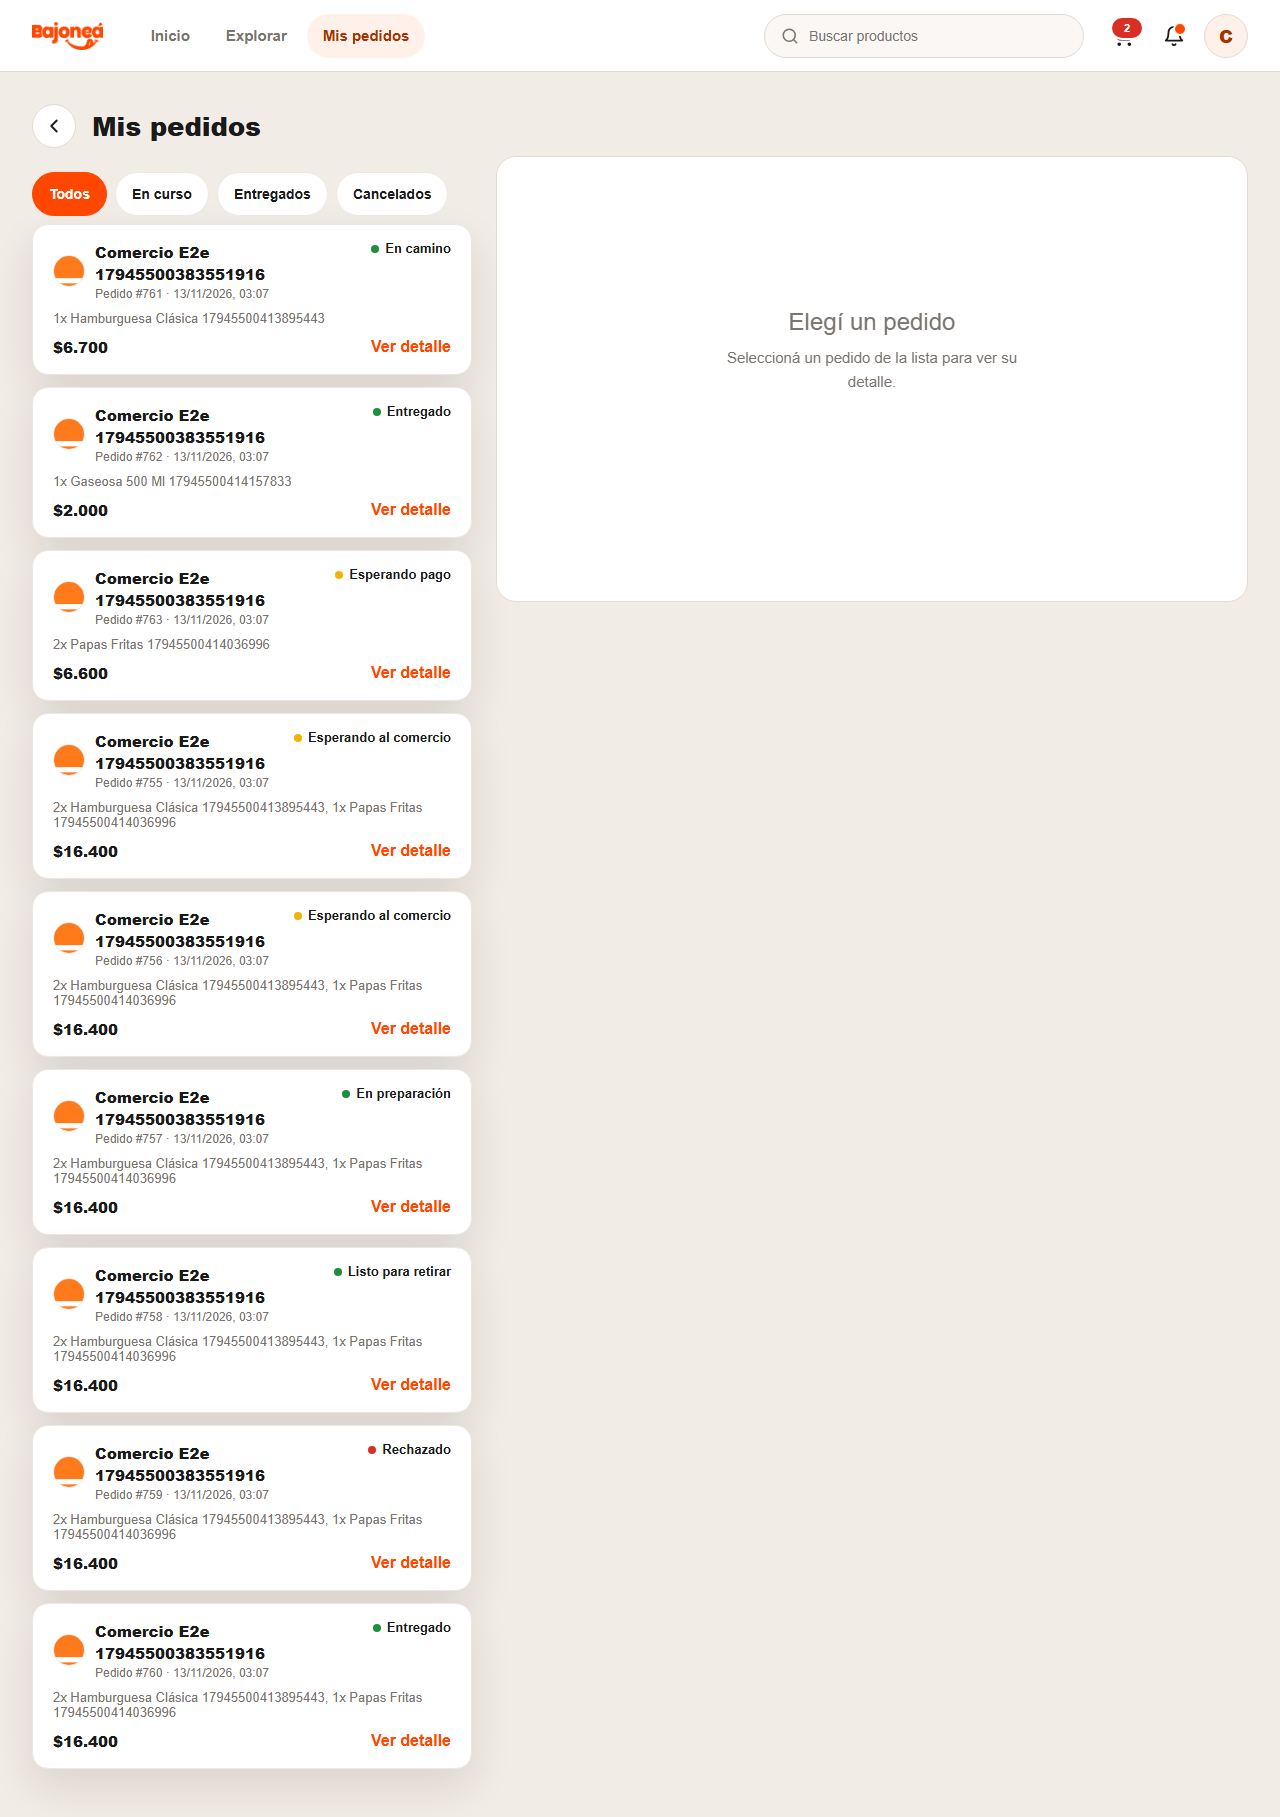 Bajoneá
Inicio
Explorar
Mis pedidos
Buscar productos
2
C
Mis pedidos
Todos
En curso
Entregados
Cancelados
Comercio E2e
17945500383551916
En camino
Pedido #761 · 13/11/2026, 03:07
1x Hamburguesa Clásica 17945500413895443
$6.700
Ver detalle
Comercio E2e
17945500383551916
Entregado
Pedido #762 · 13/11/2026, 03:07
1x Gaseosa 500 Ml 17945500414157833
$2.000
Ver detalle
Comercio E2e
17945500383551916
Esperando pago
Pedido #763 · 13/11/2026, 03:07
2x Papas Fritas 17945500414036996
$6.600
Ver detalle
Comercio E2e
17945500383551916
Esperando al comercio
Pedido #755 · 13/11/2026, 03:07
2x Hamburguesa Clásica 17945500413895443, 1x Papas Fritas
17945500414036996
$16.400
Ver detalle
Comercio E2e
17945500383551916
Esperando al comercio
Pedido #756 · 13/11/2026, 03:07
2x Hamburguesa Clásica 17945500413895443, 1x Papas Fritas
17945500414036996
$16.400
Ver detalle
Comercio E2e
17945500383551916
En preparación
Pedido #757 · 13/11/2026, 03:07
2x Hamburguesa Clásica 17945500413895443, 1x Papas Fritas
17945500414036996
$16.400
Ver detalle
Comercio E2e
17945500383551916
Listo para retirar
Pedido #758 · 13/11/2026, 03:07
2x Hamburguesa Clásica 17945500413895443, 1x Papas Fritas
17945500414036996
$16.400
Ver detalle
Comercio E2e
17945500383551916
Rechazado
Pedido #759 · 13/11/2026, 03:07
2x Hamburguesa Clásica 17945500413895443, 1x Papas Fritas
17945500414036996
$16.400
Ver detalle
Comercio E2e
17945500383551916
Entregado
Pedido #760 · 13/11/2026, 03:07
2x Hamburguesa Clásica 17945500413895443, 1x Papas Fritas
17945500414036996
$16.400
Ver detalle
Elegí un pedido
Seleccioná un pedido de la lista para ver su
detalle.